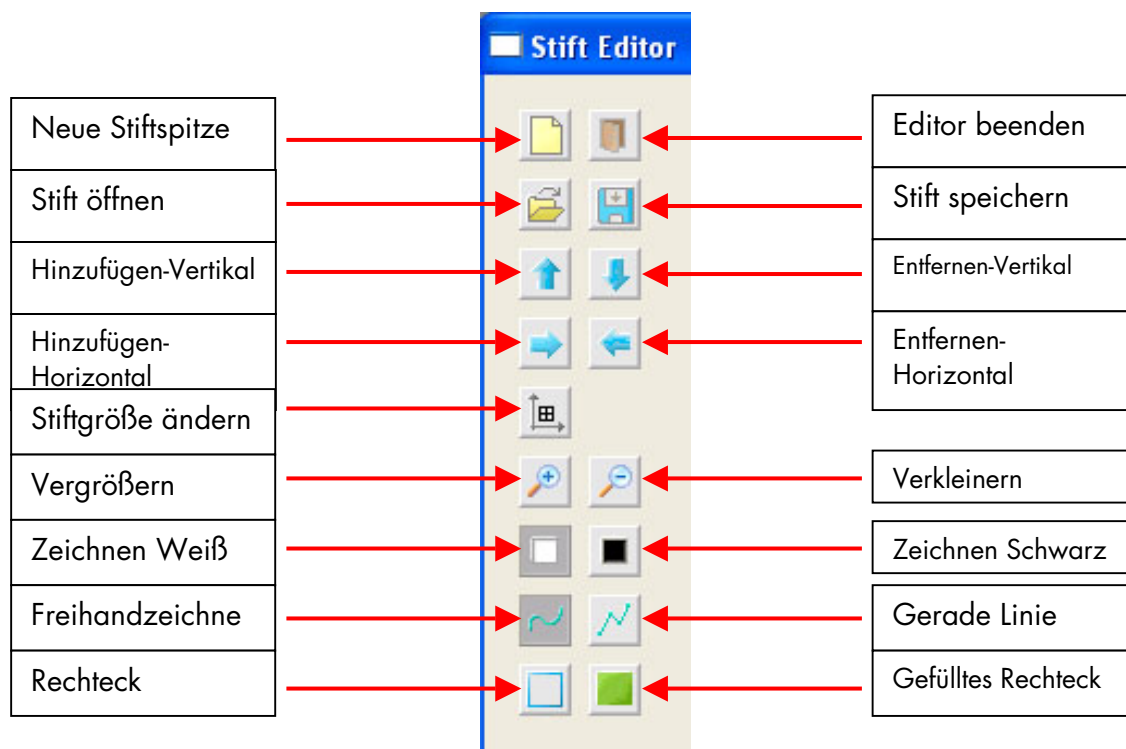 Stift Editor
Neue Stiftspitze
Editor beenden
Stift öffnen
Stift speichern
Hinzufügen-Vertikal
Entfernen-Vertikal
Hinzufügen-
Horizontal
Entfernen-
Horizontal
Stiftgröße ändern
Vergrößern
Verkleinern
Zeichnen Weiß
Zeichnen Schwarz
Freihandzeichne
Gerade Linie
Rechteck
Gefülltes Rechteck